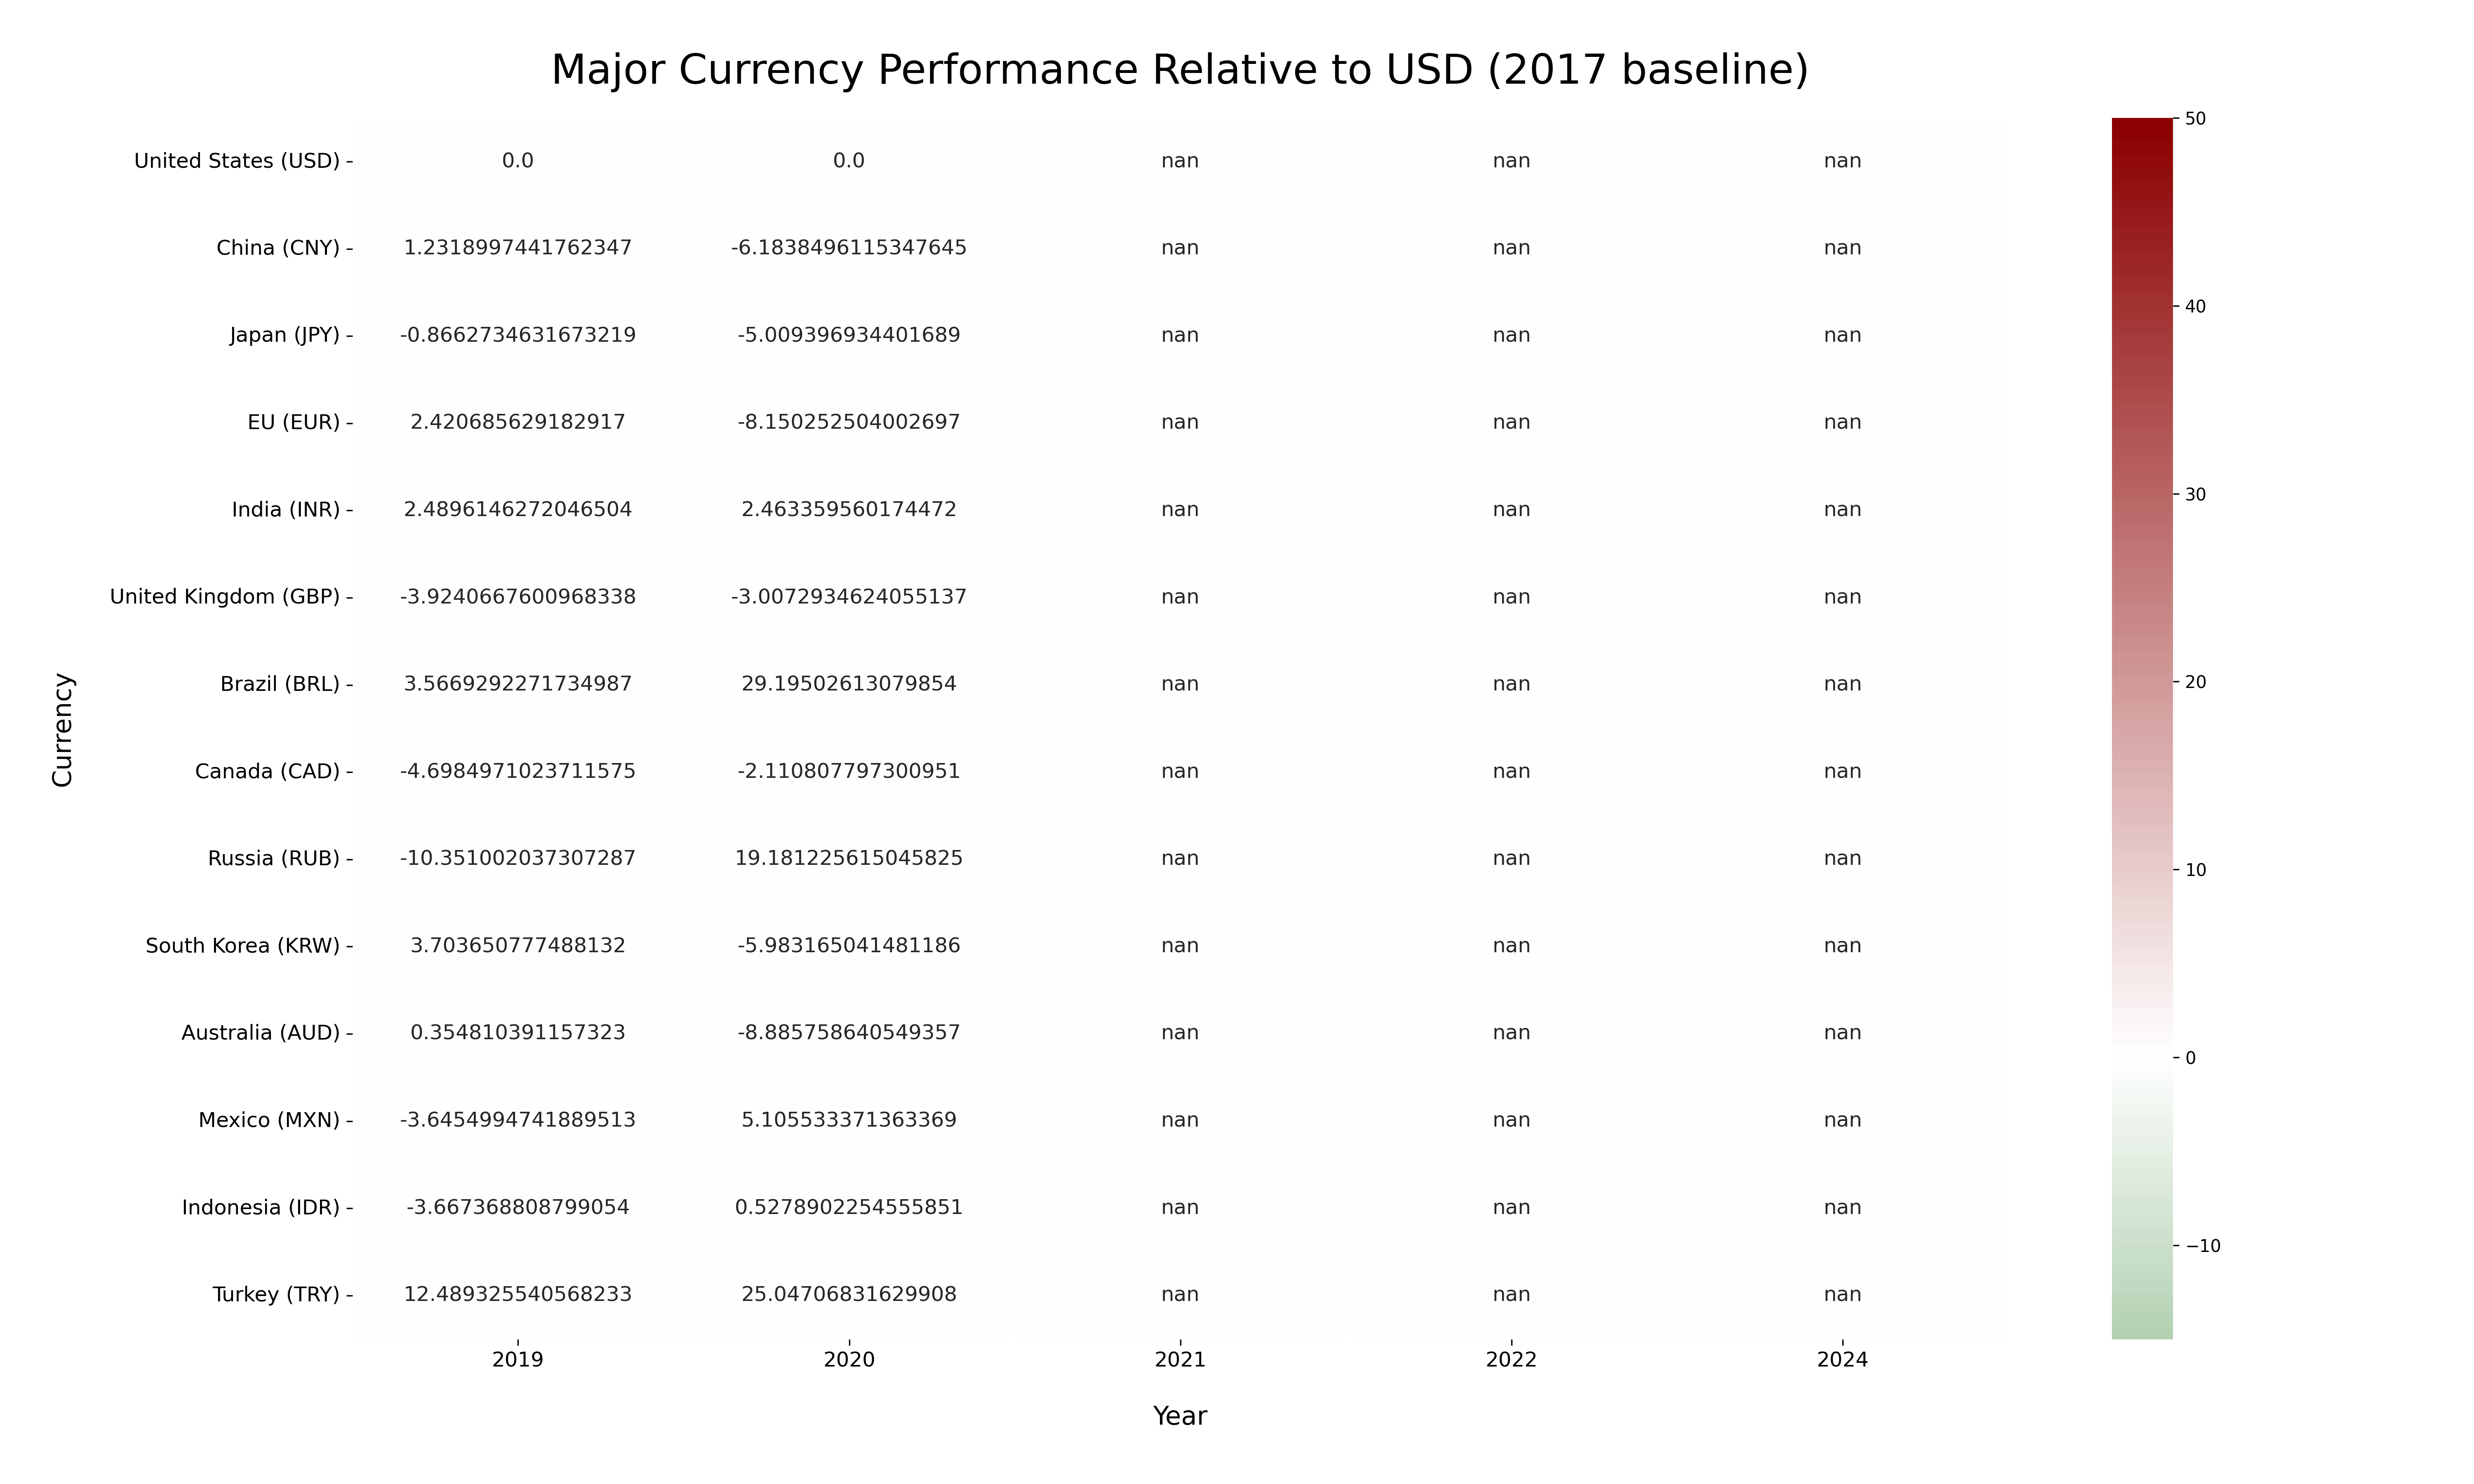 Major Currency Performance Relative to USD (2017 baseline)
United States (USD) 0.0 0.0 nan nan nan
China (CNY) 1.2318997441762347 -6.1838496115347645 nan nan nan
Japan (JPY) -0.8662734631673219 -5.009396934401689 nan nan nan
EU (EUR) 2.420685629182917 -8.150252504002697 nan nan nan
India (INR) 2.4896146272046504 2.463359560174472 nan nan nan
United Kingdom (GBP) -3.9240667600968338 -3.0072934624055137 nan nan nan
Brazil (BRL) 3.5669292271734987 29.19502613079854 nan nan nan
Canada (CAD) -4.6984971023711575 -2.110807797300951 nan nan nan
Russia (RUB) -10.351002037307287 19.181225615045825 nan nan nan
South Korea (KRW) 3.703650777488132 -5.983165041481186 nan nan nan
Australia (AUD) 0.354810391157323 -8.885758640549357 nan nan nan
Mexico (MXN) -3.6454994741889513 5.105533371363369 nan nan nan
Indonesia (IDR) -3.667368808799054 0.5278902254555851 nan nan nan
Turkey (TRY) 12.489325540568233 25.04706831629908 nan nan nan
2019 2020 2021 2022 2024
Year
Currency
50
40
30
20
10
0
−10